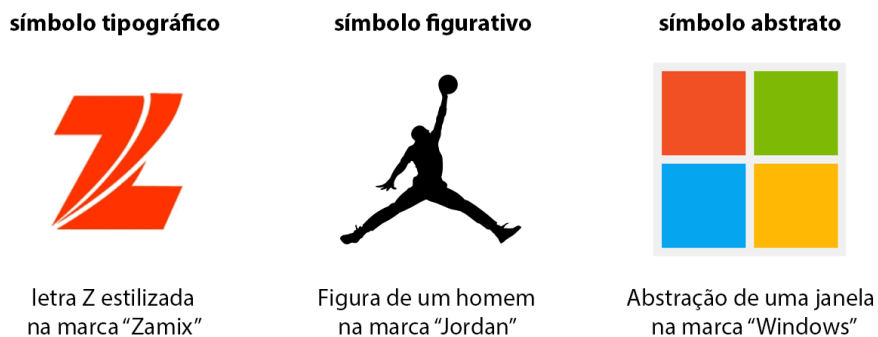 símbolo tipográfico
símbolo figurativo
símbolo abstrato
Z
letra Z estilizada
na marca “Zamix”
Figura de um homem
na marca “Jordan”
Abstração de uma janela
na marca “Windows”